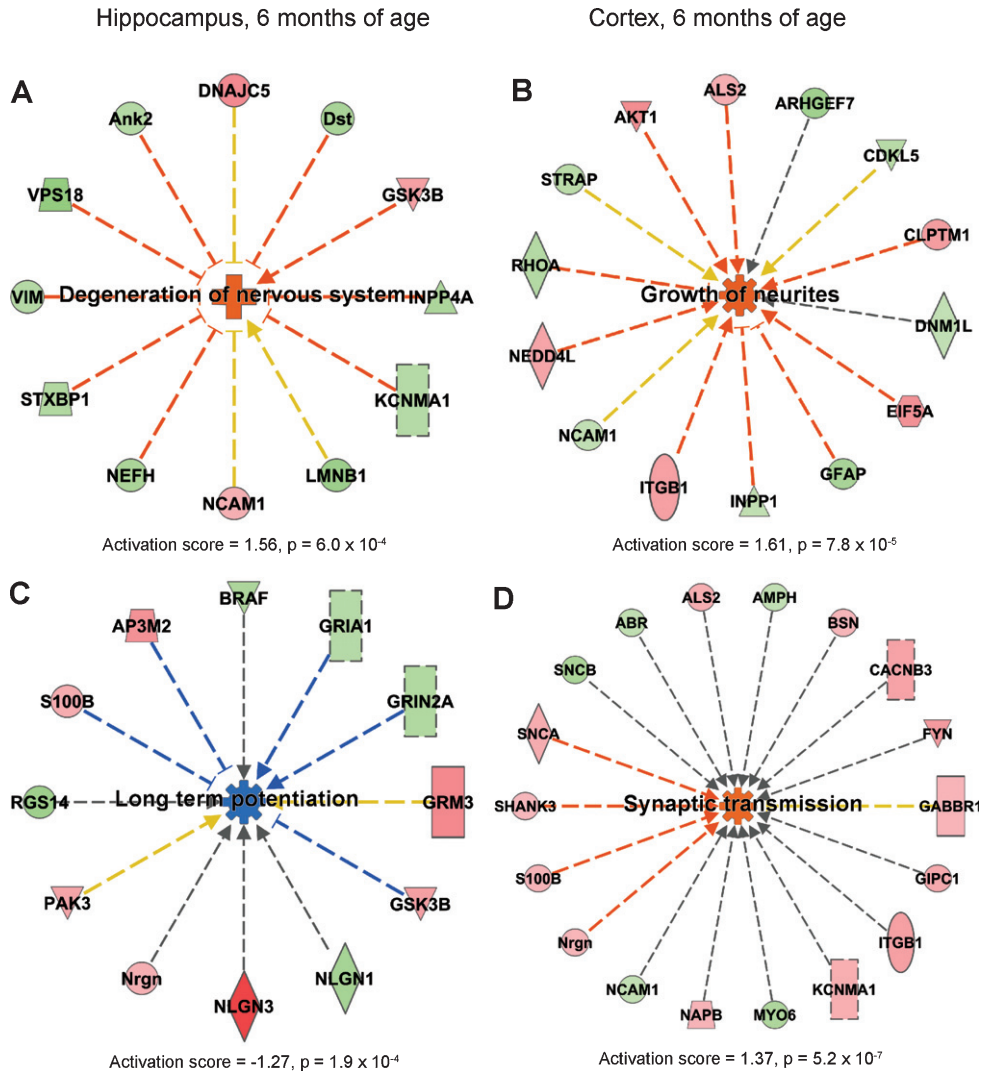 Hippocampus, 6 months of age
Cortex, 6 months of age
A
DNAJC5
Ank2
Dst
VPS18
GSK3B
VIM
Degeneration of nervous system
INPP4A
STXBP1
KCNMA1
NEFH
LMNB1
NCAM1
Activation score = 1.56, p = 6.0 x 10-4
B
ALS2
AKT1
ARHGEF7
CDKL5
STRAP
CLPTM1
RHOA
Growth of neurites
DNM1L
NEDD4L
EIF5A
NCAM1
GFAP
ITGB1
INPP1
Activation score = 1.61, p = 7.8 x 10-5
C
BRAF
AP3M2
GRIA1
S100B
GRIN2A
RGS14
Long term potentiation
GRM3
PAK3
GSK3B
Nrgn
NLGN1
NLGN3
Activation score = -1.27, p = 1.9 x 10-4
D
ALS2
AMPH
ABR
BSN
SNCB
CACNB3
SNCA
FYN
SHANK3
Synaptic transmission
GABBR1
S100B
GIPC1
Nrgn
ITGB1
NCAM1
KCNMA1
NAPB
MYO6
Activation score = 1.37, p = 5.2 x 10-7